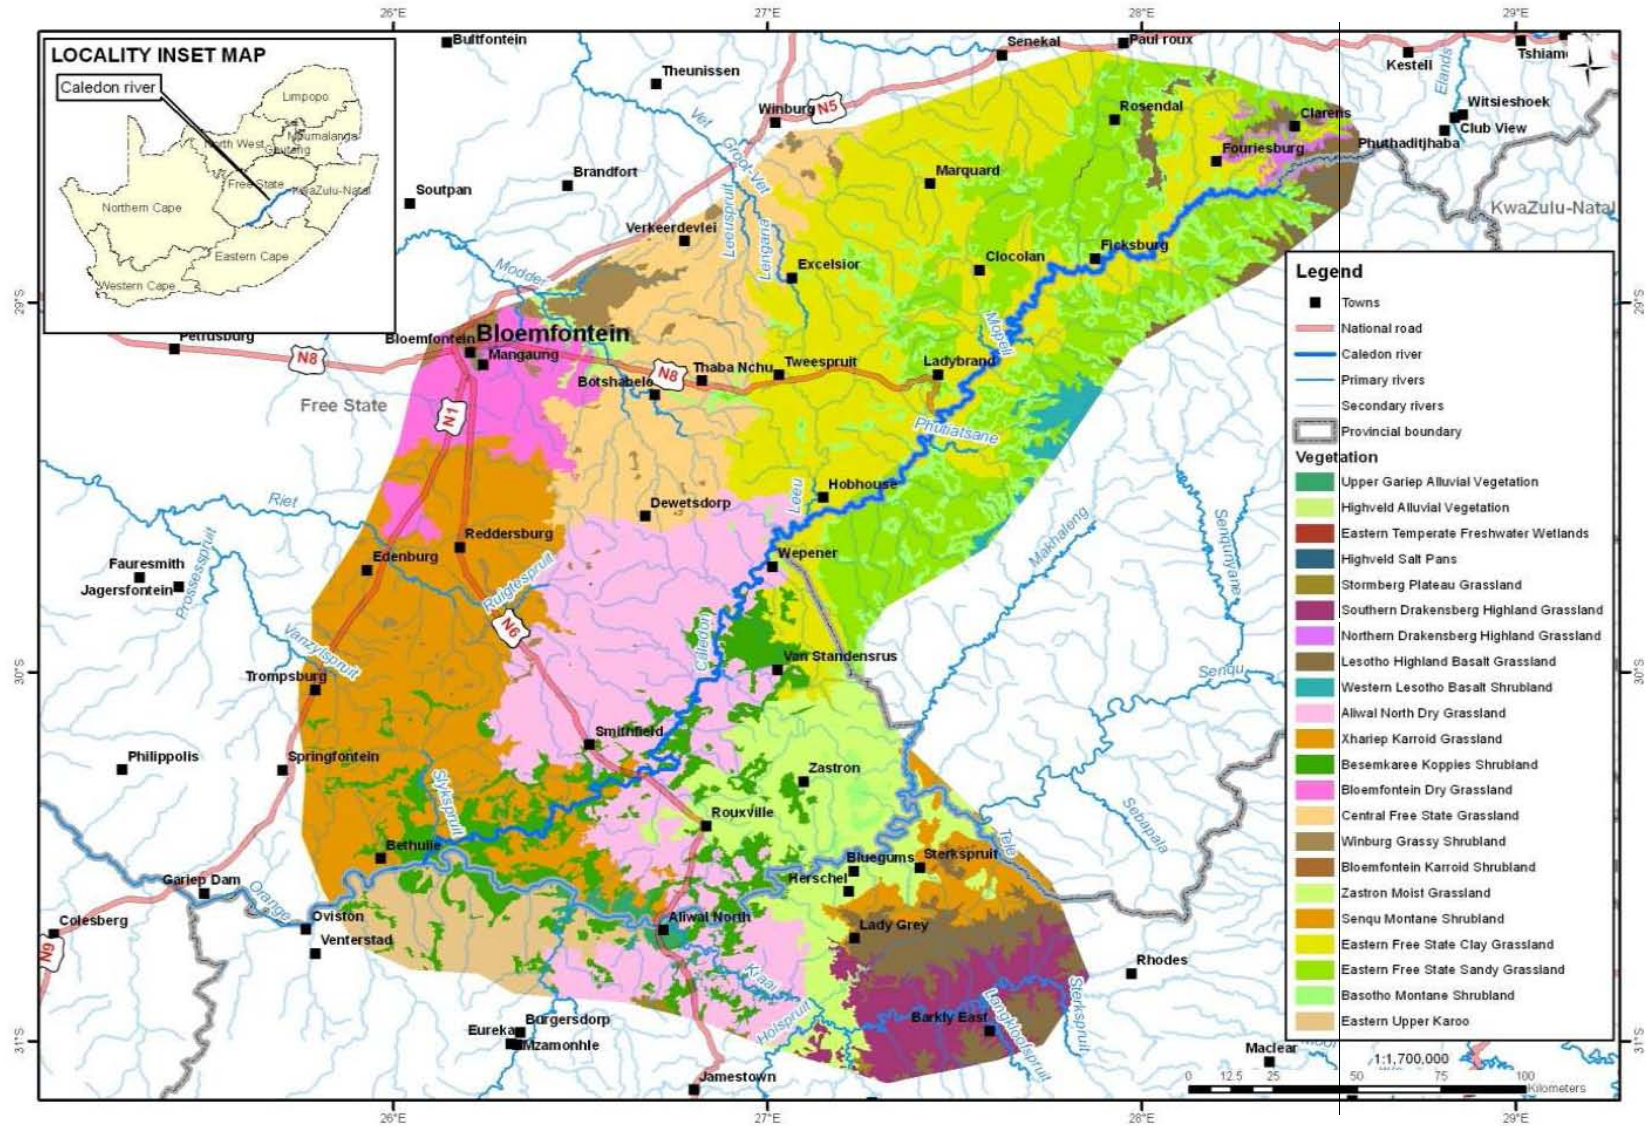 26°E
27°E
28°E
29°E
LOCALITY INSET MAP
Caledon river
Limpopo
North West
Gauteng
Mpumalanga
Free State
KwaZulu-Natal
Northern Cape
Eastern Cape
Western Cape
Bultfontein
Theunissen
Senekal
Paul roux
Kestell
Elands
Winburg
N5
Vet
Groot-Vet
Rosendal
Clarens
Witsieshoek
Club View
Phuthaditjhaba
Fouriesburg
Soutpan
Brandfort
Marquard
KwaZulu-Natal
Verkeerdevlei
Leeuspruit
Lengana
Modder
Excelsior
Clocolan
Ficksburg
29°S
29°S
Petrusburg
N8
Bloemfontein
Bloemfontein
Mangaung
Botshabelo
N8
Thaba Nchu
Tweespruit
Ladybrand
Mopeli
Free State
N1
Phutiatsane
Riet
Dewetsdorp
Leeu
Hobhouse
Makhaleng
Senqunyane
Fauresmith
Jagersfontein
Prosesspruit
Edenburg
Reddersburg
Ruigtespruit
N6
Wepener
Caledon
Vanzylspruit
Van Standensrus
Senqu
30°S
30°S
Trompsburg
Philippolis
Springfontein
Smithfield
Zastron
Slykspruit
Rouxville
Sebapala
Tele
Bethulie
Bluegums
Sterkspruit
Herschel
Gariep Dam
Orange
Colesberg
N9
Oviston
Venterstad
Aliwal North
Lady Grey
Rhodes
Kraai
Holspruit
Barkly East
Langkloofspruit
Sterkspruit
31°S
31°S
Eureka
Burgersdorp
Mzamonhle
Jamestown
Maclear
Legend
Towns
National road
Caledon river
Primary rivers
Secondary rivers
Provincial boundary
Vegetation
Upper Gariep Alluvial Vegetation
Highveld Alluvial Vegetation
Eastern Temperate Freshwater Wetlands
Highveld Salt Pans
Stormberg Plateau Grassland
Southern Drakensberg Highland Grassland
Northern Drakensberg Highland Grassland
Lesotho Highland Basalt Grassland
Western Lesotho Basalt Shrubland
Aliwal North Dry Grassland
Xhariep Karroid Grassland
Besemkaree Koppies Shrubland
Bloemfontein Dry Grassland
Central Free State Grassland
Winburg Grassy Shrubland
Bloemfontein Karroid Shrubland
Zastron Moist Grassland
Senqu Montane Shrubland
Eastern Free State Clay Grassland
Eastern Free State Sandy Grassland
Basotho Montane Shrubland
Eastern Upper Karoo
1:1,700,000
0 12.5 25 50 75 100
Kilometers
26°E
27°E
28°E
29°E